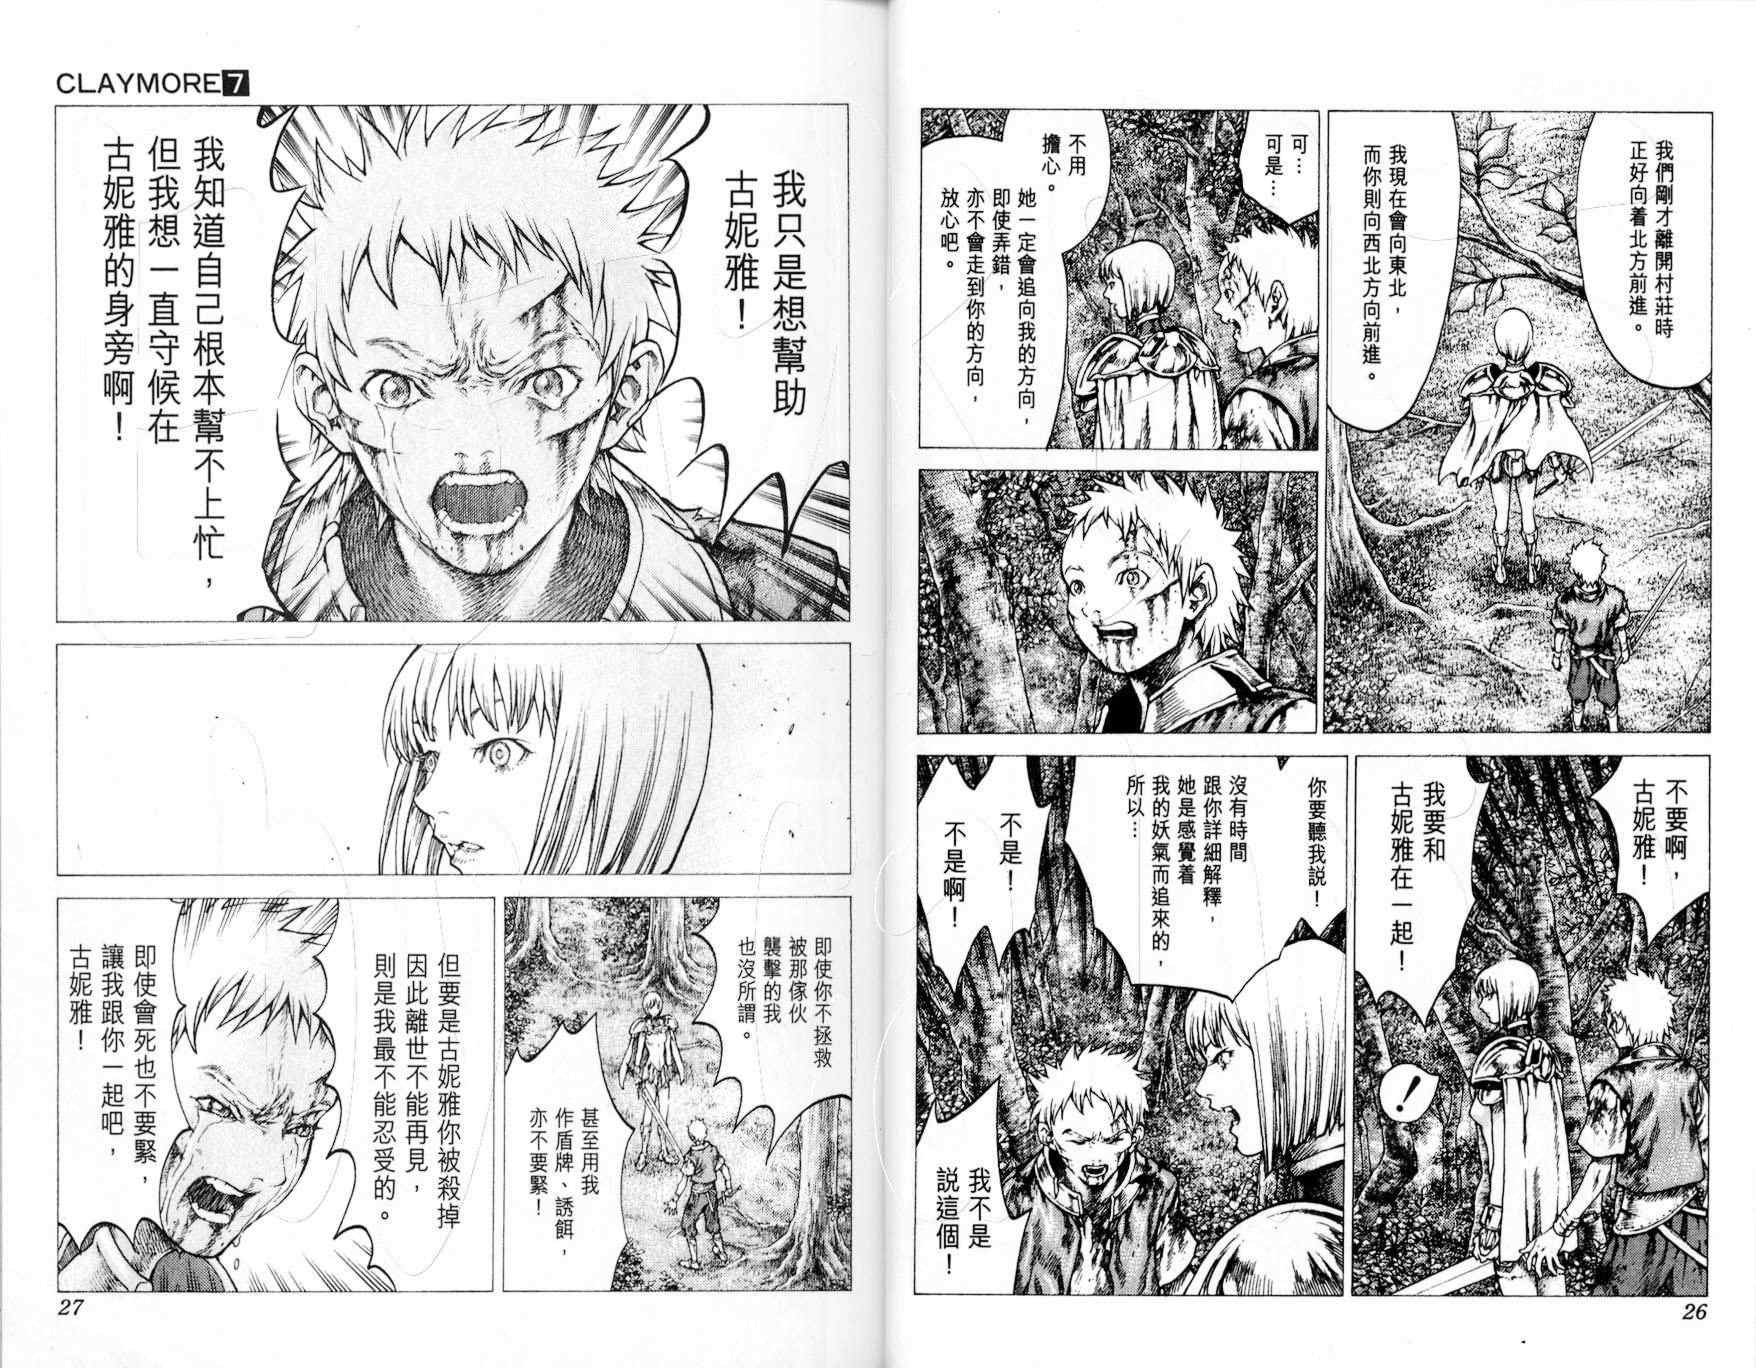 我們剛才離開村莊時
正好向着北方前進。
我現在會向東北，
而你則向西北方向前進。
可…
可是…
不用
擔心。
她一定會追向我的方向，
即使弄錯，
亦不會走到你的方向，
放心吧。
不要啊，
古妮雅！
我要和
古妮雅在一起！
！
你要聽我説！
沒有時間
跟你詳細解釋，
她是感覺着
我的妖氣而追來的，
所以…
不是！
不是啊！
我不是
説這個！
26
CLAYMORE 7
我只是想幫助
古妮雅！
我知道自己根本幫不上忙，
但我想一直守候在
古妮雅的身旁啊！
即使你不拯救
被那傢伙
襲擊的我
也沒所謂。
甚至用我
作盾牌、誘餌，
亦不要緊！
但要是古妮雅你被殺掉
因此離世不能再見，
則是我最不能忍受的。
即使會死也不要緊，
讓我跟你一起吧，
古妮雅！
27